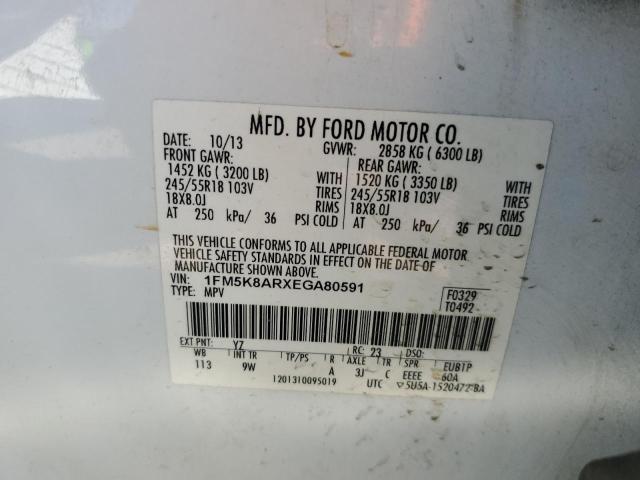 MFD. BY FORD MOTOR CO.
DATE: 10/13 GVWR: 2858 KG ( 6300 LB)
FRONT GAWR: REAR GAWR:
1452 KG ( 3200 LB) WITH 1520 KG ( 3350 LB) WITH
245/55R18 103V TIRES 245/55R18 103V TIRES
18X8.0J RIMS 18X8.0J RIMS
AT 250 kPa/ 36 PSI COLD AT 250 kPa/ 36 PSI COLD
THIS VEHICLE CONFORMS TO ALL APPLICABLE FEDERAL MOTOR
VEHICLE SAFETY STANDARDS IN EFFECT ON THE DATE OF
MANUFACTURE SHOWN ABOVE.
VIN: 1FM5K8ARXEGA80591 F0329
TYPE: MPV T0492
EXT PNT: YZ RC: 23 DSO:
WB INT TR TP/PS R AXLE TR SPR EUB1P
113 9W A 3J C EEEE 60A
1201310095019 UTC 5U5A-1520472-BA